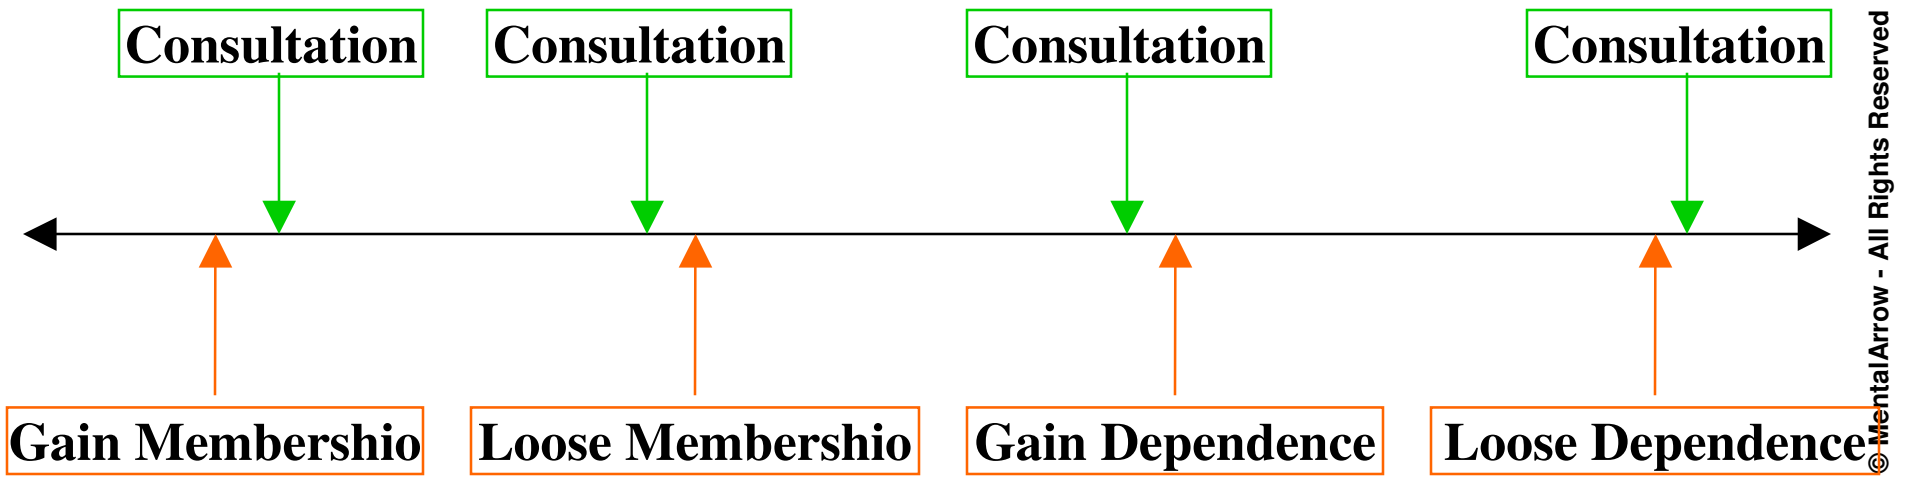 Consultation
Consultation
Consultation
Consultation
Gain Membershio
Loose Membershio
Gain Dependence
Loose Dependence
© MentalArrow - All Rights Reserved